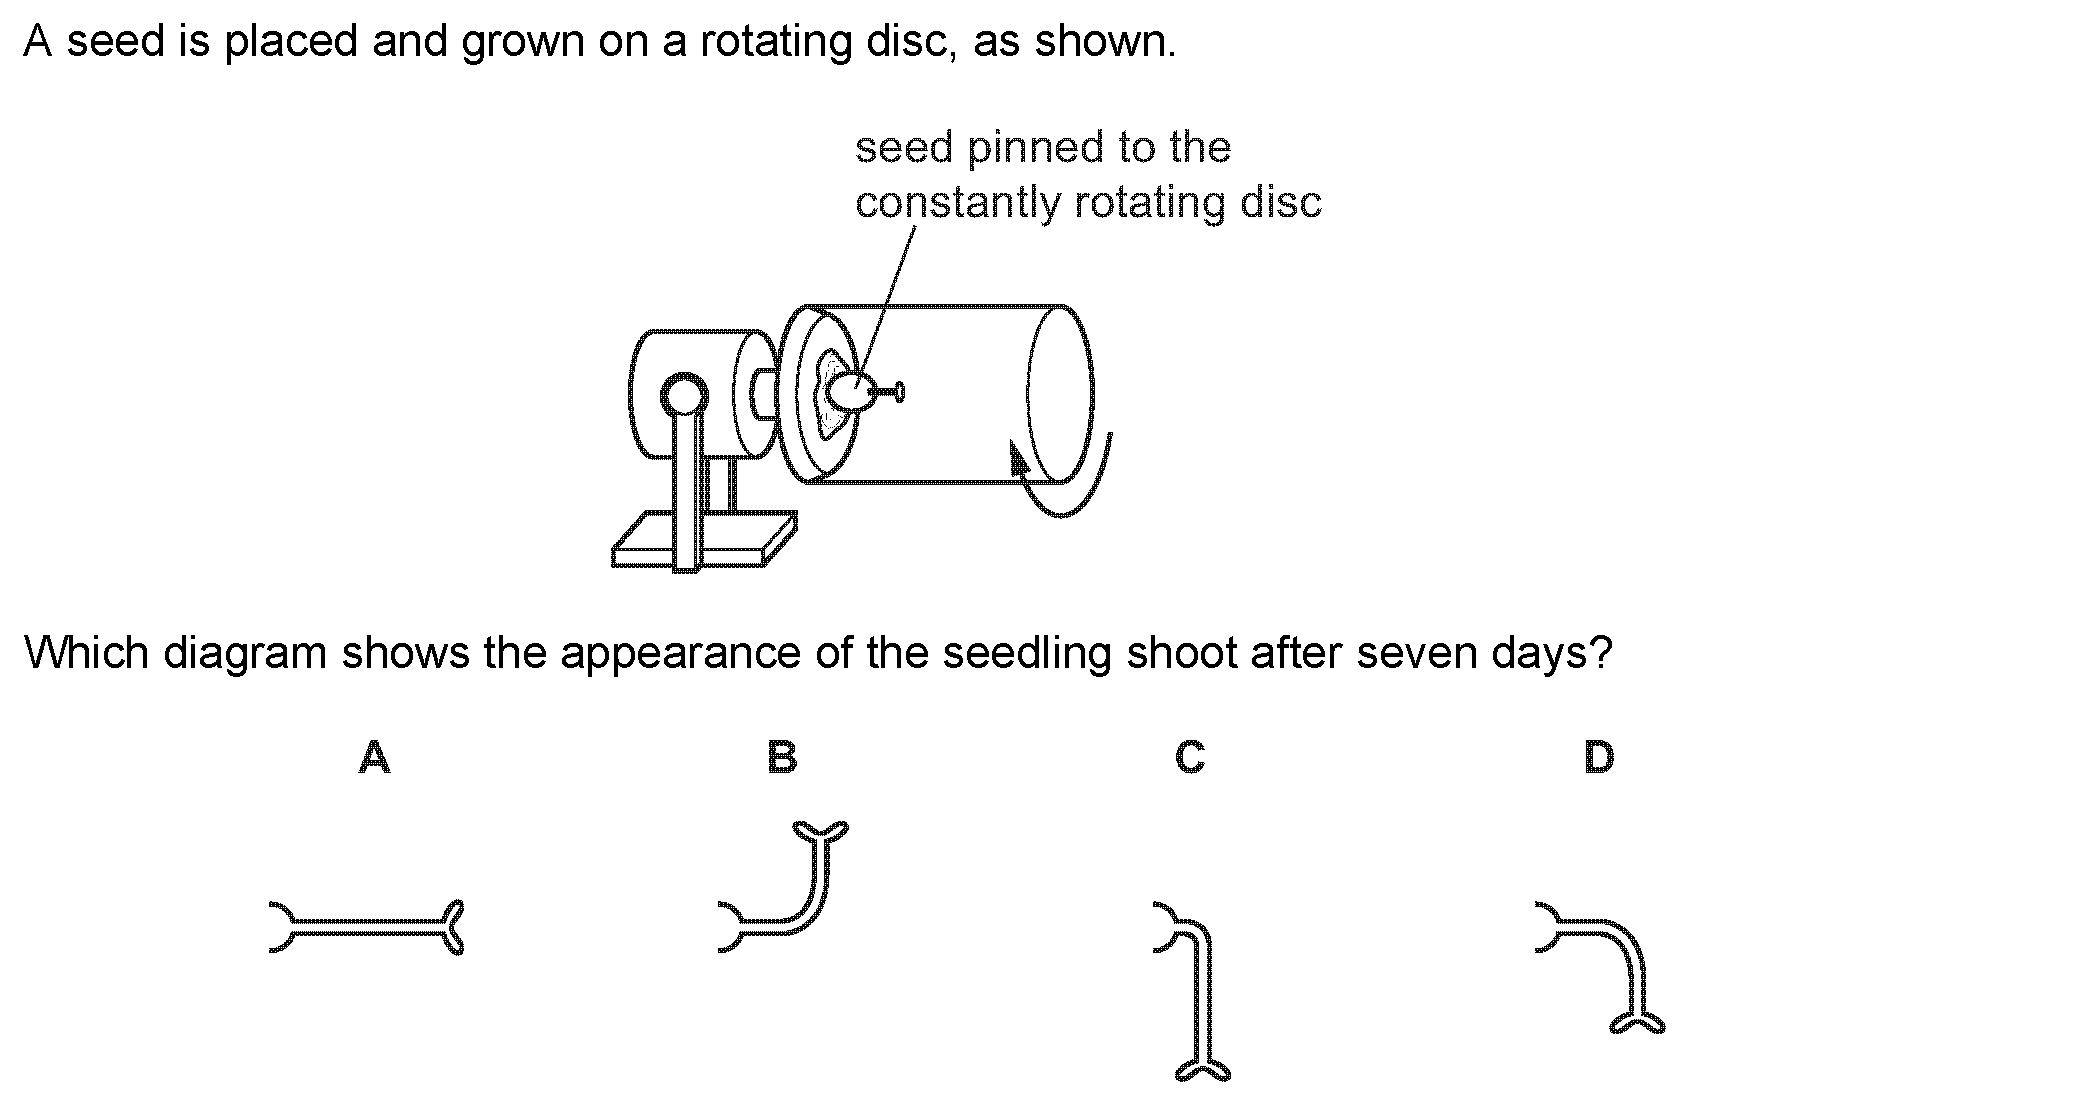 A seed is placed and grown on a rotating disc, as shown.
seed pinned to the
constantly rotating disc
Which diagram shows the appearance of the seedling shoot after seven days?
A B C D